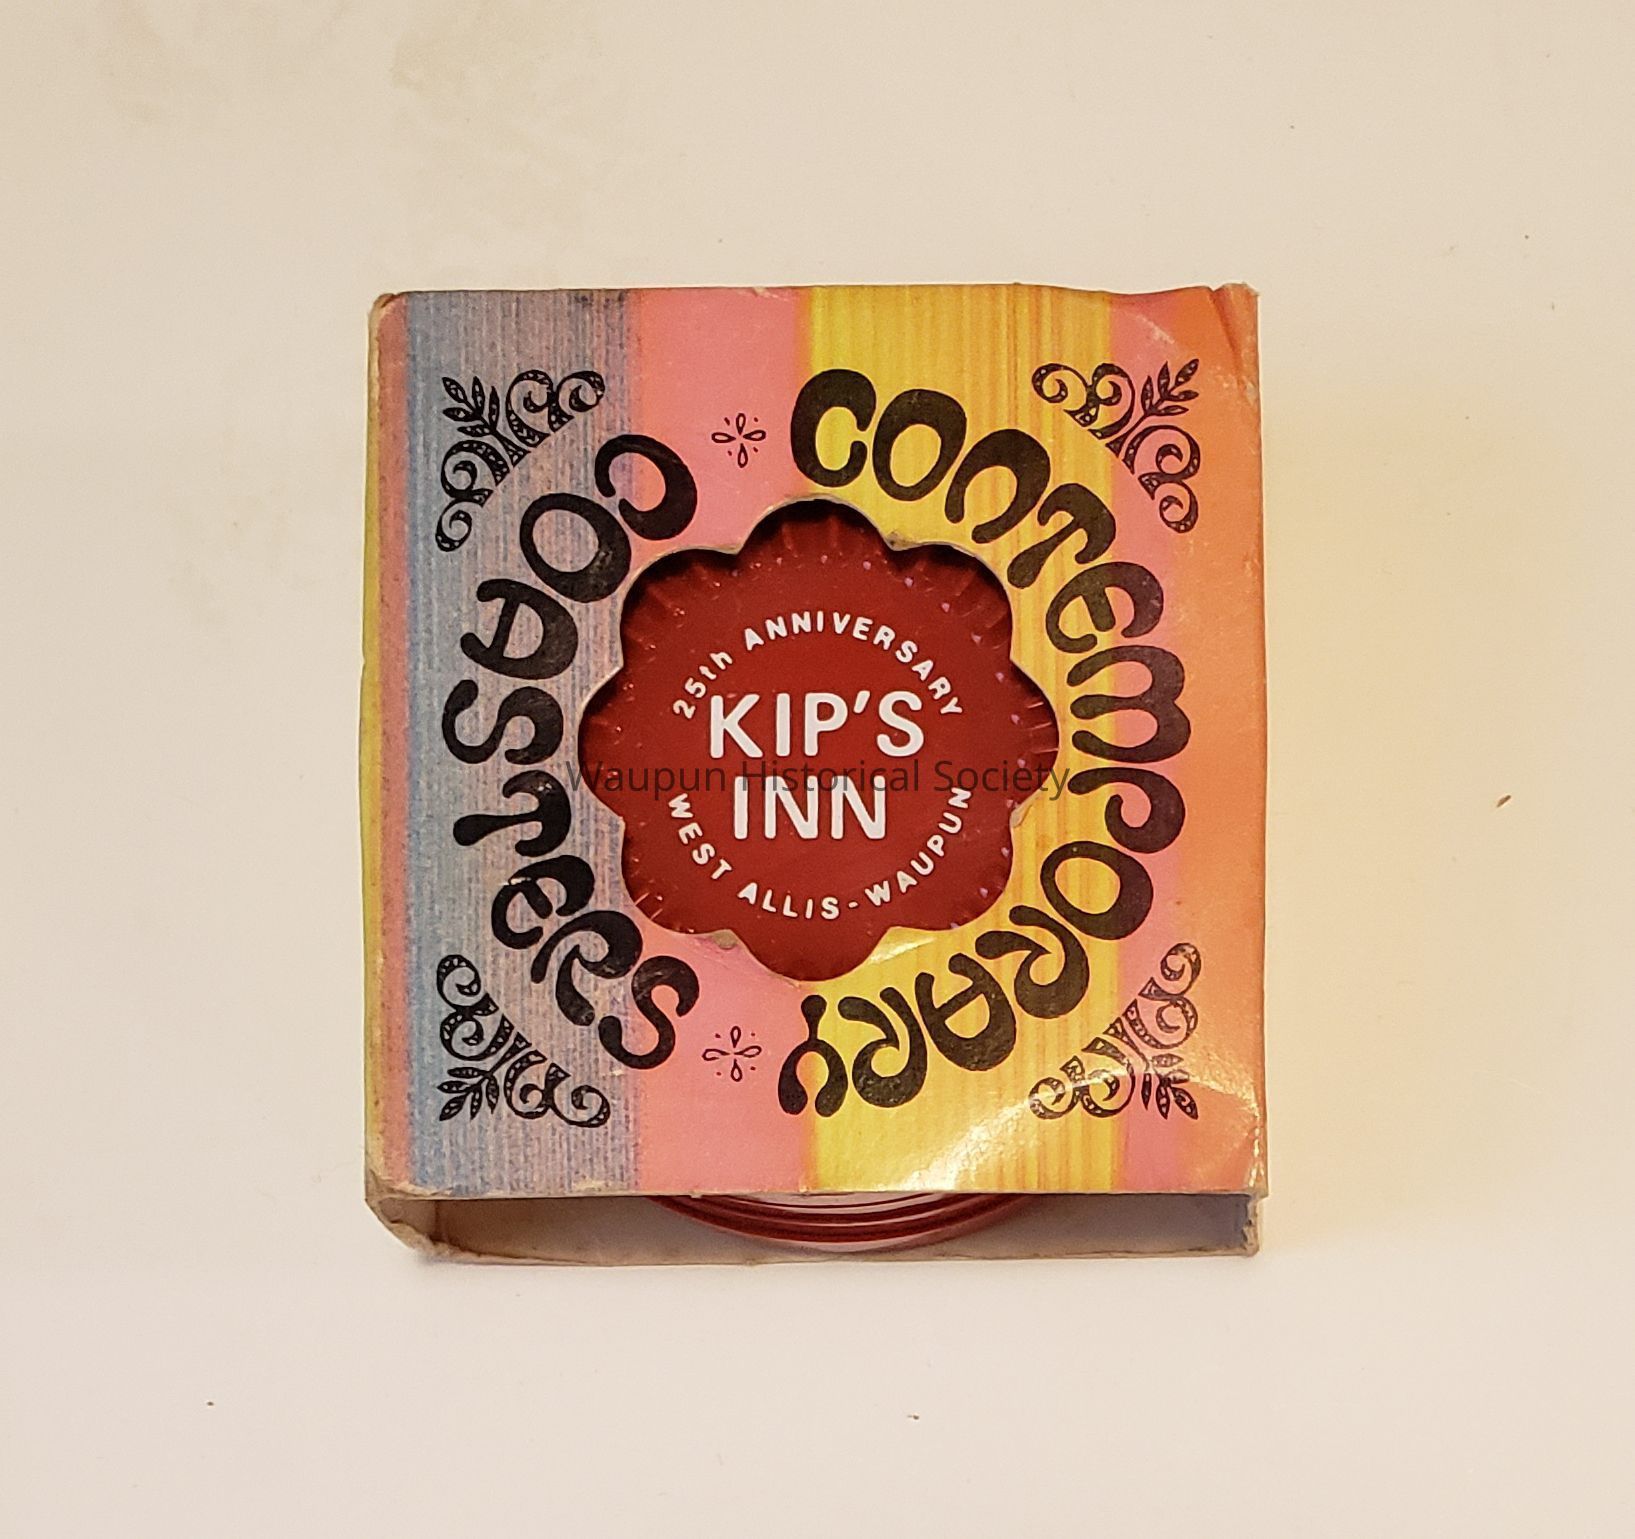 CONTEMPORARY
COASTERS
25th ANNIVERSARY
KIP'S
INN
WEST ALLIS-WAUPUN
Waupun Historical Society